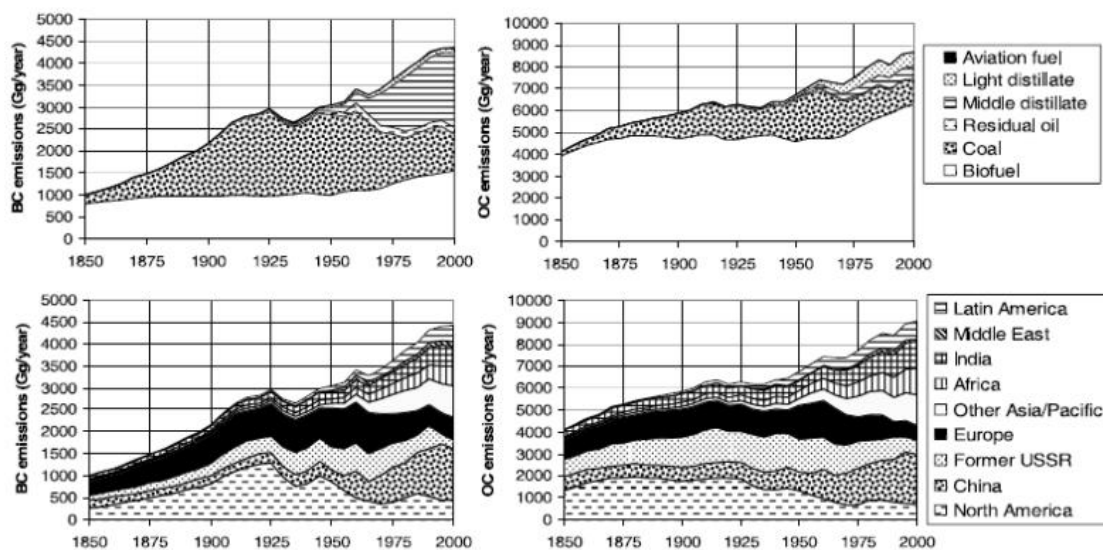 BC emissions (Gg/year)
5000
4500
4000
3500
3000
2500
2000
1500
1000
500
0
1850 1875 1900 1925 1950 1975 2000
OC emissions (Gg/year)
10000
9000
8000
7000
6000
5000
4000
3000
2000
1000
0
1850 1875 1900 1925 1950 1975 2000
Aviation fuel
Light distillate
Middle distillate
Residual oil
Coal
Biofuel
BC emissions (Gg/year)
5000
4500
4000
3500
3000
2500
2000
1500
1000
500
0
1850 1875 1900 1925 1950 1975 2000
OC emissions (Gg/year)
10000
9000
8000
7000
6000
5000
4000
3000
2000
1000
0
1850 1875 1900 1925 1950 1975 2000
Latin America
Middle East
India
Africa
Other Asia/Pacific
Europe
Former USSR
China
North America